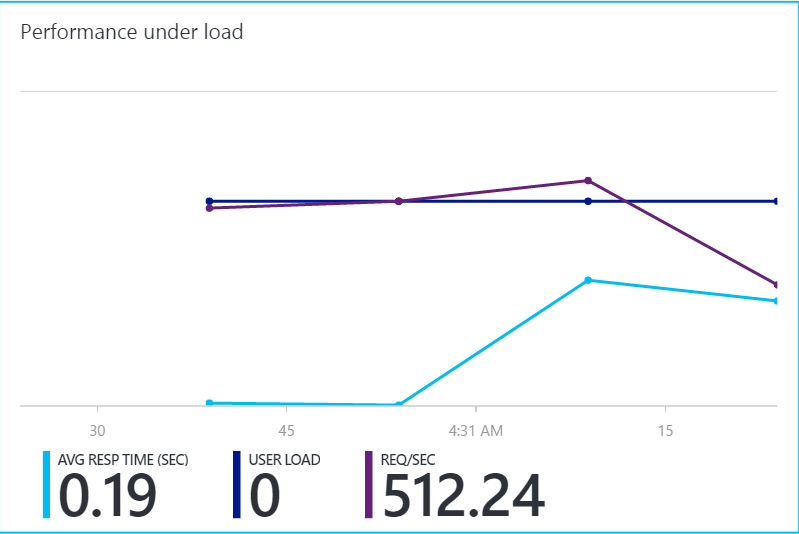 Performance under load
30 45 4:31 AM 15
AVG RESP TIME (SEC) USER LOAD REQ/SEC
0.19 0 512.24